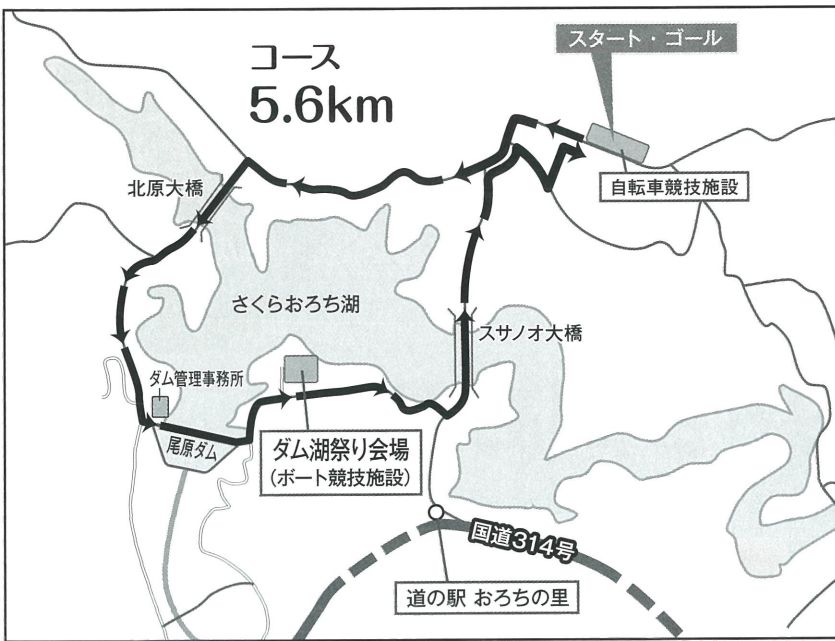 コース
5.6km
スタート・ゴール
自転車競技施設
北原大橋
さくらおろち湖
スサノオ大橋
ダム管理事務所
尾原ダム
ダム湖祭り会場
(ボート競技施設)
国道314号
道の駅 おろちの里